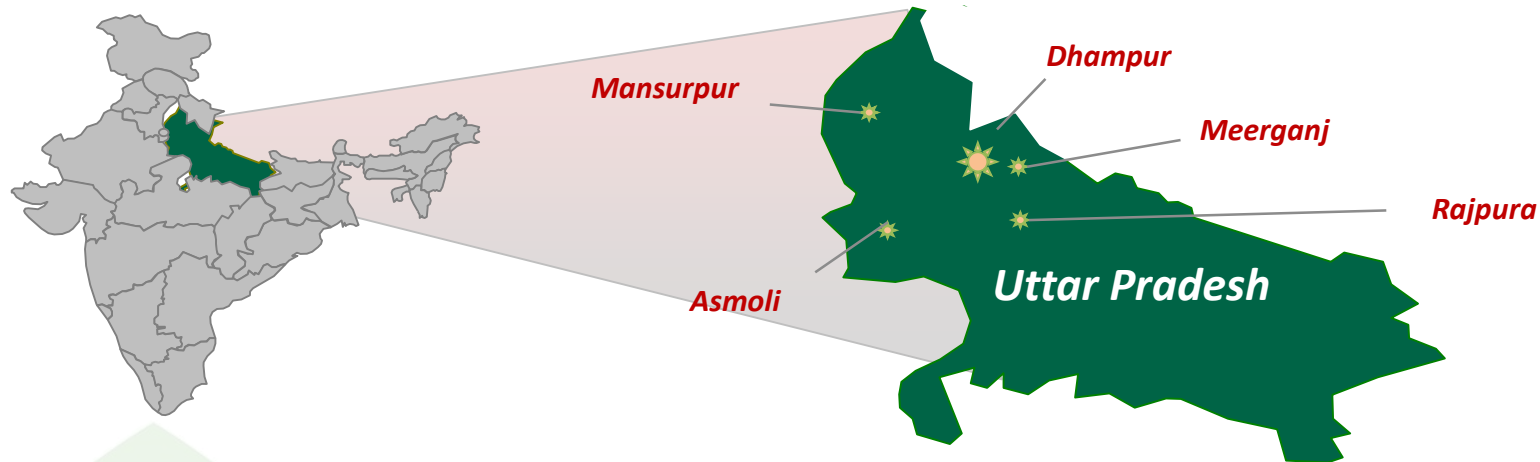 Dhampur
Mansurpur
Meerganj
Rajpura
Uttar Pradesh
Asmoli